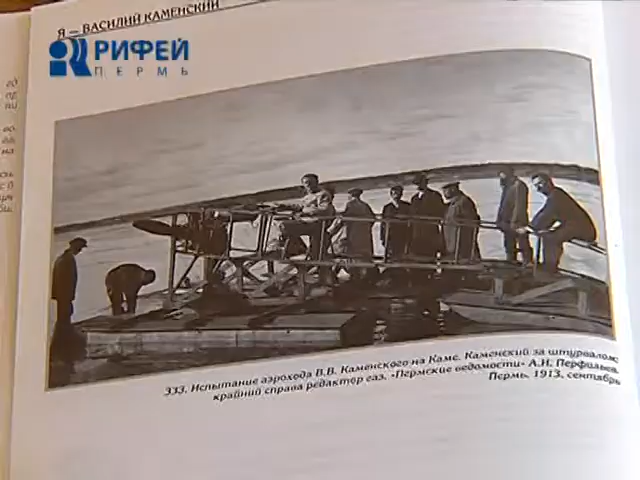 Я — ВАСИЛИЙ КАМЕНСКИЙ
РИФЕЙ
ПЕРМЬ
333. Испытание аэрохода В.В. Каменского на Каме. Каменский за штурвалом;
крайний справа редактор газ. «Пермские ведомости» А.Н. Перфильев.
Пермь, 1913, сентябрь